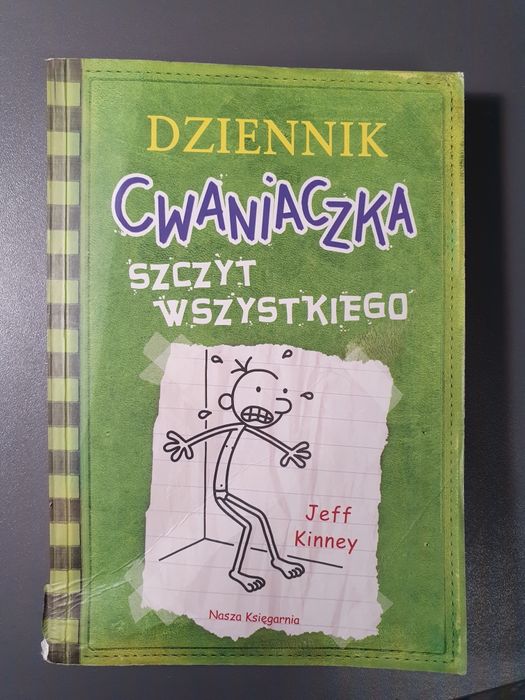 DZIENNIK
CWANIACZKA
SZCZYT
WSZYSTKIEGO
Jeff
Kinney
Nasza Księgarnia